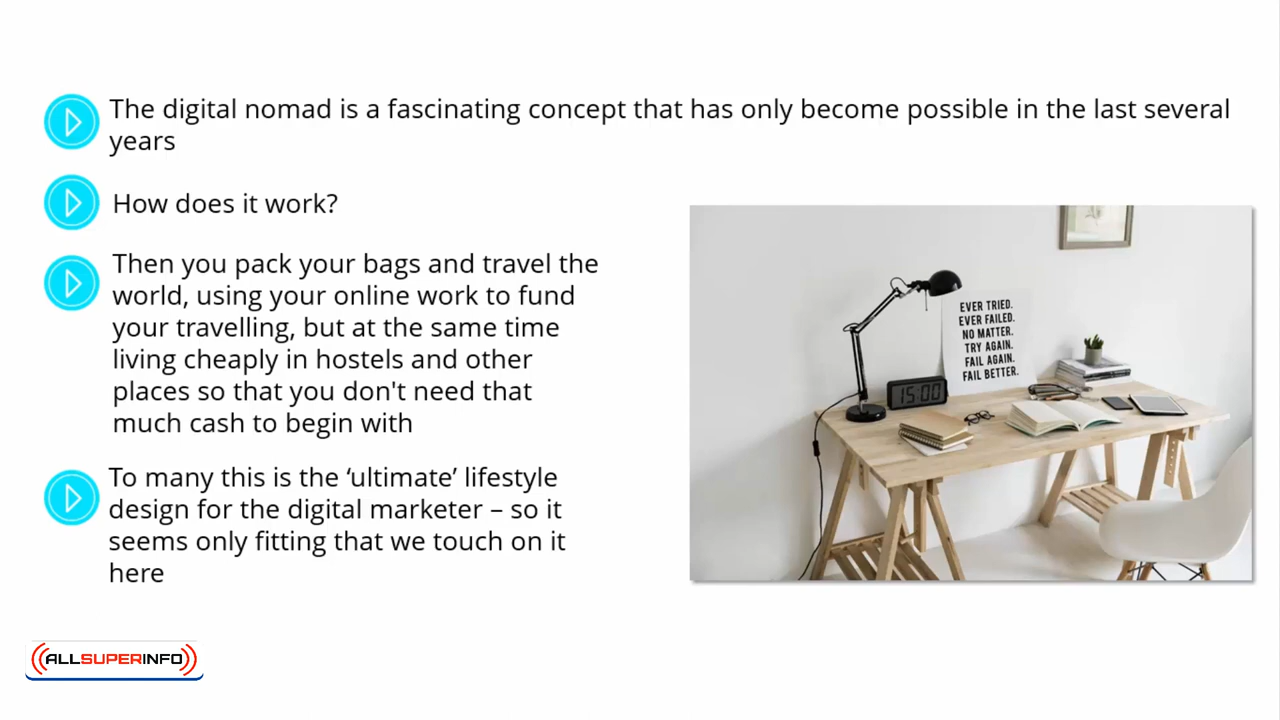 The digital nomad is a fascinating concept that has only become possible in the last several
years
How does it work?
Then you pack your bags and travel the
world, using your online work to fund
your travelling, but at the same time
living cheaply in hostels and other
places so that you don't need that
much cash to begin with
To many this is the ‘ultimate’ lifestyle
design for the digital marketer – so it
seems only fitting that we touch on it
here
EVER TRIED.
EVER FAILED.
NO MATTER.
TRY AGAIN.
FAIL AGAIN.
FAIL BETTER.
15:00
ALLSUPERINFO